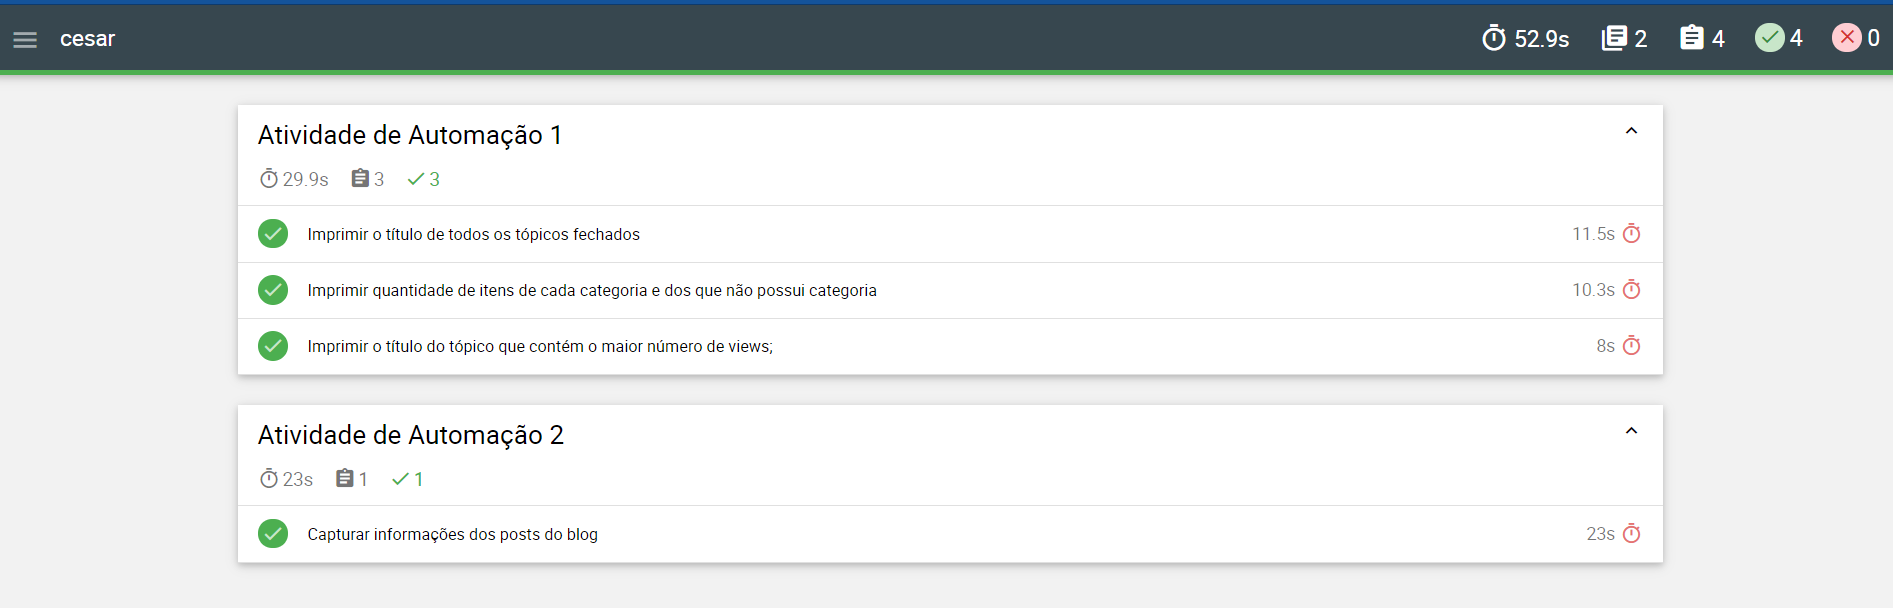 cesar
52.9s 2 4 4 0
Atividade de Automação 1
29.9s 3 3
Imprimir o título de todos os tópicos fechados 11.5s
Imprimir quantidade de itens de cada categoria e dos que não possui categoria 10.3s
Imprimir o título do tópico que contém o maior número de views; 8s
Atividade de Automação 2
23s 1 1
Capturar informações dos posts do blog 23s